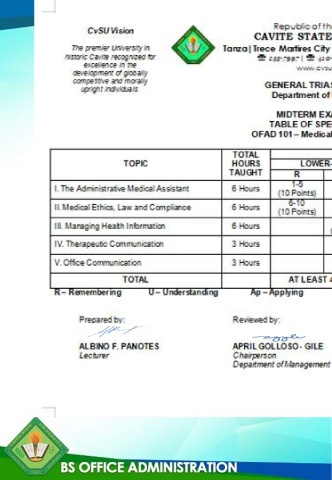 CvSU Vision
The premier University in
historic Cavite recognized for
excellence in the
development of globally
competitive and morally
upright individuals
Republic of th
CAVITE STATE
Tanza | Trece Martires City
www.cvsu
GENERAL TRIAS
Department of
MIDTERM EXA
TABLE OF SPE
OFAD 101 – Medical
TOPIC
TOTAL
HOURS
TAUGHT
LOWER-
R
I. The Administrative Medical Assistant
6 Hours
1-5
(10 Points)
II. Medical Ethics, Law and Compliance
6 Hours
6-10
(10 Points)
III. Managing Health Information
6 Hours
IV. Therapeutic Communication
3 Hours
V. Office Communication
3 Hours
TOTAL
AT LEAST 4
R – Remembering U – Understanding Ap – Applying
Prepared by: Reviewed by:
ALBINO F. PANOTES APRIL GOLLOSO- GILE
Lecturer Chairperson
Department of Management
BS OFFICE ADMINISTRATION